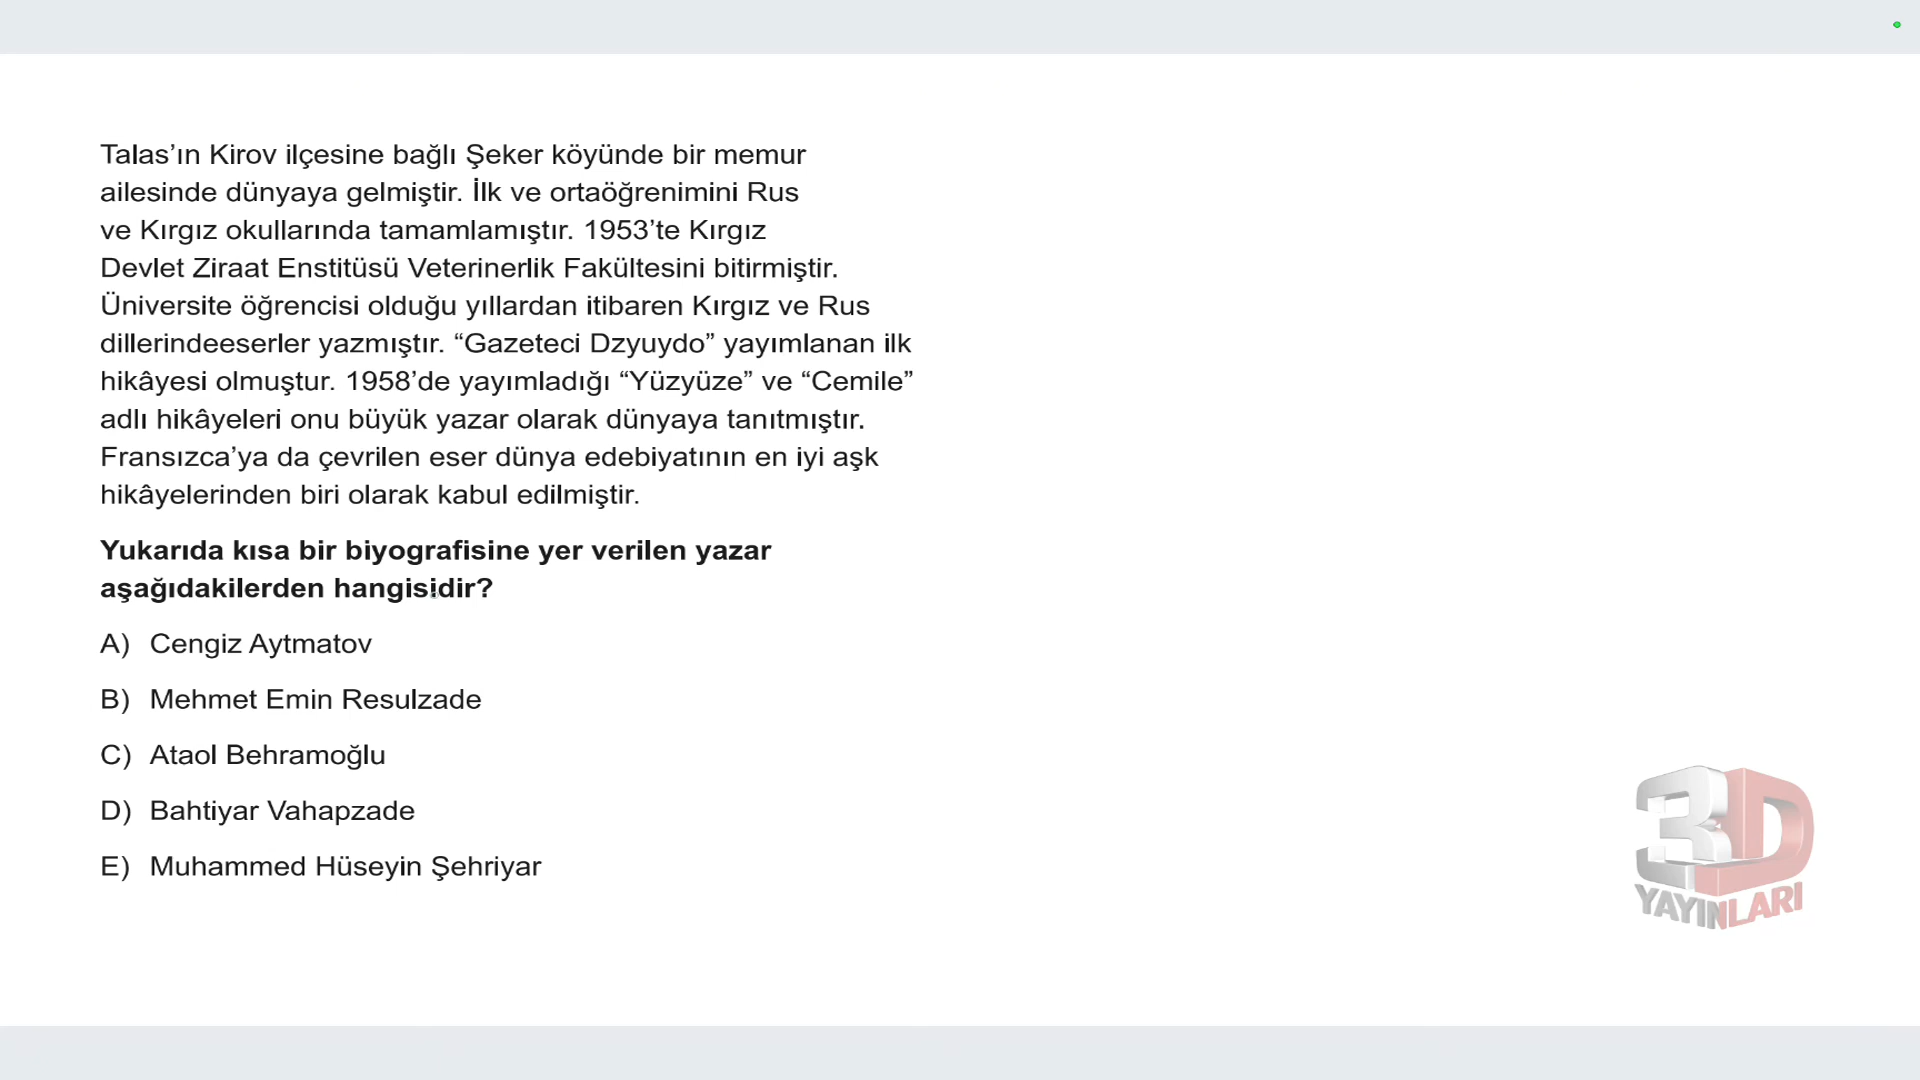 Talas’ın Kirov ilçesine bağlı Şeker köyünde bir memur
ailesinde dünyaya gelmiştir. İlk ve ortaöğrenimini Rus
ve Kırgız okullarında tamamlamıştır. 1953’te Kırgız
Devlet Ziraat Enstitüsü Veterinerlik Fakültesini bitirmiştir.
Üniversite öğrencisi olduğu yıllardan itibaren Kırgız ve Rus
dillerindeeserler yazmıştır. “Gazeteci Dzyuydo” yayımlanan ilk
hikâyesi olmuştur. 1958’de yayımladığı “Yüzyüze” ve “Cemile”
adlı hikâyeleri onu büyük yazar olarak dünyaya tanıtmıştır.
Fransızca’ya da çevrilen eser dünya edebiyatının en iyi aşk
hikâyelerinden biri olarak kabul edilmiştir.
Yukarıda kısa bir biyografisine yer verilen yazar
aşağıdakilerden hangisidir?
A) Cengiz Aytmatov
B) Mehmet Emin Resulzade
C) Ataol Behramoğlu
D) Bahtiyar Vahapzade
E) Muhammed Hüseyin Şehriyar
3D
YAYINLARI